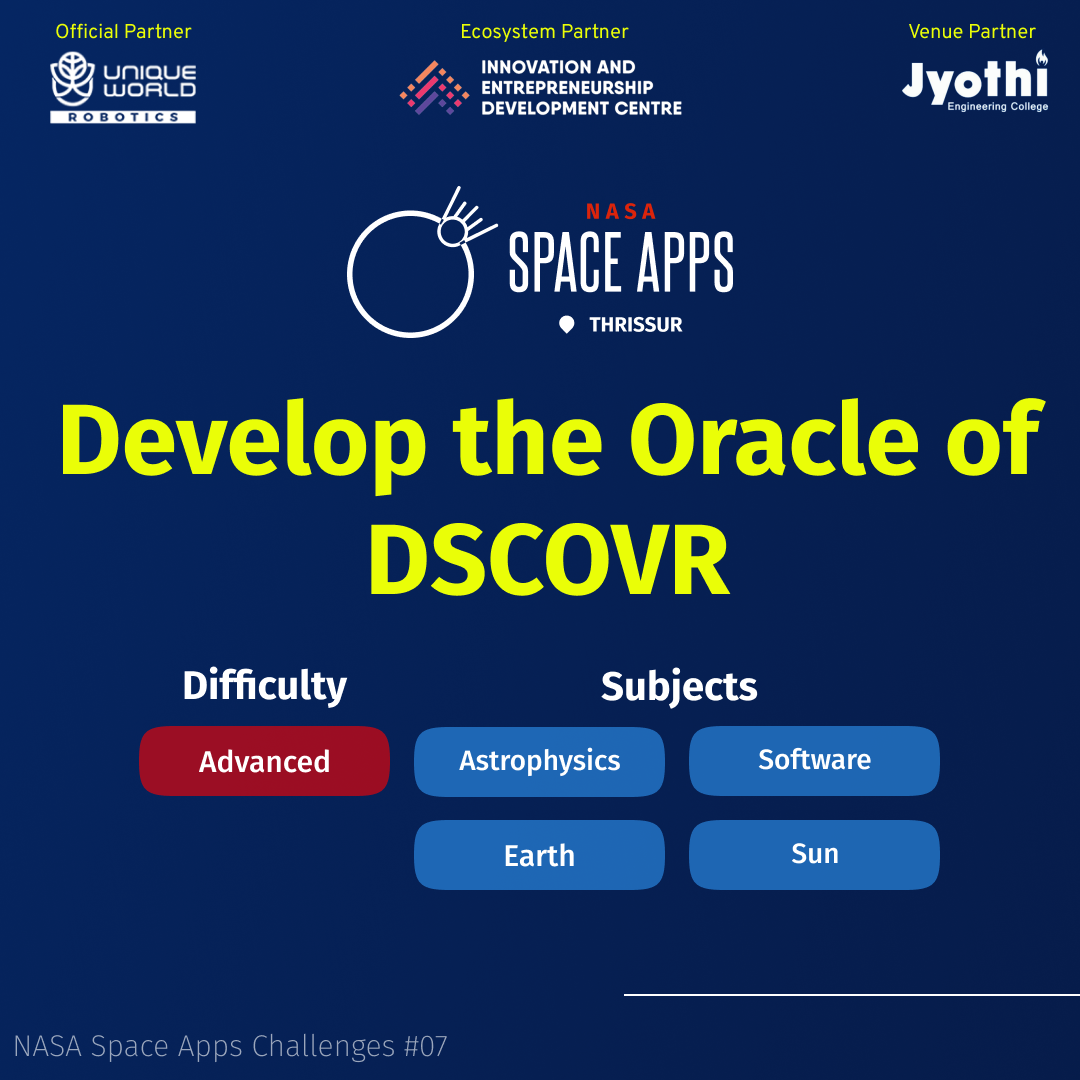 Official Partner
UNIQUE
WORLD
ROBOTICS
Ecosystem Partner
INNOVATION AND
ENTREPRENEURSHIP
DEVELOPMENT CENTRE
Venue Partner
Jyothi
Engineering College
NASA
SPACE APPS
THRISSUR
Develop the Oracle of
DSCOVR
Difficulty
Subjects
Advanced
Astrophysics
Software
Earth
Sun
NASA Space Apps Challenges #07